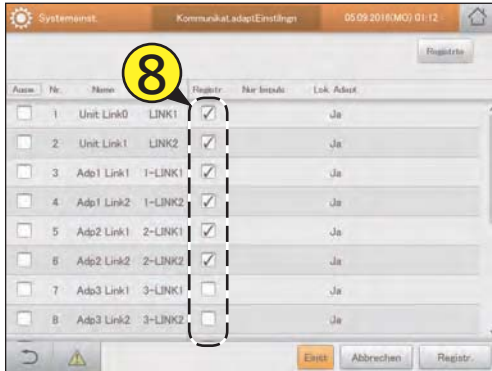 Systemeinst. Kommunikat.adaptEinstllngn 05.09.2016(MO) 01:12
Registrte
Ausw Nr. Name Registr Nur Impuls Lok. Adapt.
8
1 Unit Link0 LINK1 Ja
2 Unit Link1 LINK2 Ja
3 Adp1 Link1 1-LINK1 Ja
4 Adp1 Link2 1-LINK2 Ja
5 Adp2 Link1 2-LINK1 Ja
6 Adp2 Link2 2-LINK2 Ja
7 Adp3 Link1 3-LINK1 Ja
8 Adp3 Link2 3-LINK2 Ja
Einst Abbrechen Registr.